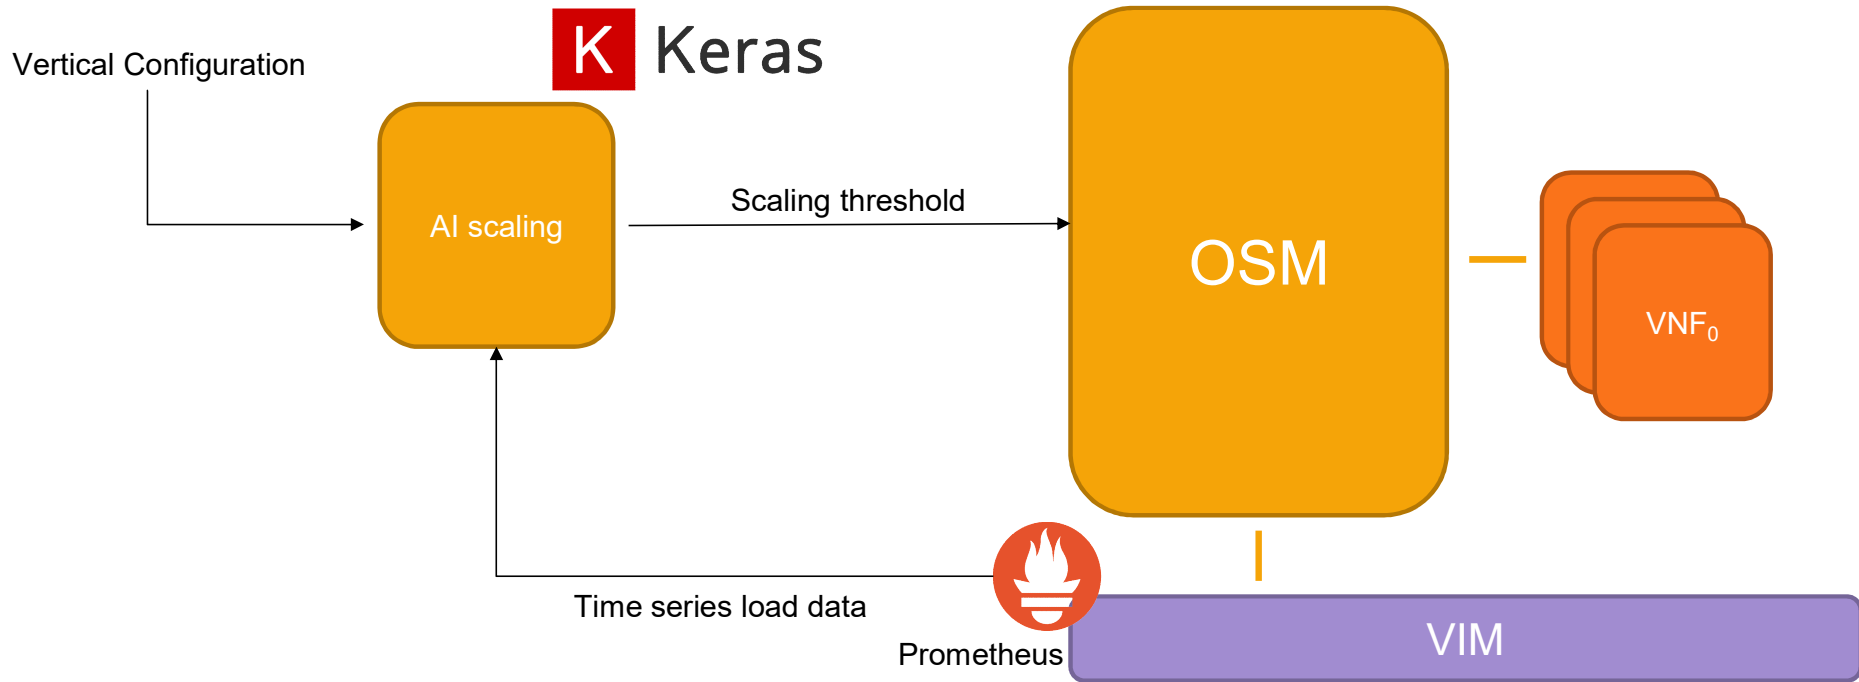 Vertical Configuration
K Keras
AI scaling
Scaling threshold
OSM
VNF₀
Time series load data
Prometheus
VIM